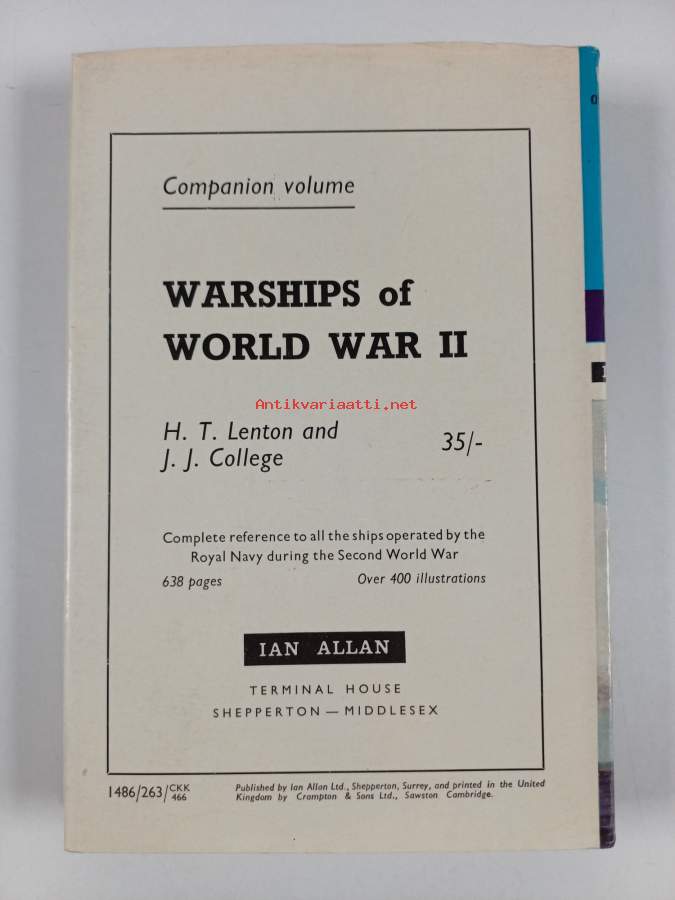 Companion volume
WARSHIPS of
WORLD WAR II
Antikvariaatti.net
H. T. Lenton and
J. J. College
35/-
Complete reference to all the ships operated by the
Royal Navy during the Second World War
638 pages
Over 400 illustrations
IAN ALLAN
TERMINAL HOUSE
SHEPPERTON — MIDDLESEX
1486/263/CKK
466
Published by Ian Allan Ltd., Shepperton, Surrey, and printed in the United
Kingdom by Crampton & Sons Ltd., Sawston Cambridge.